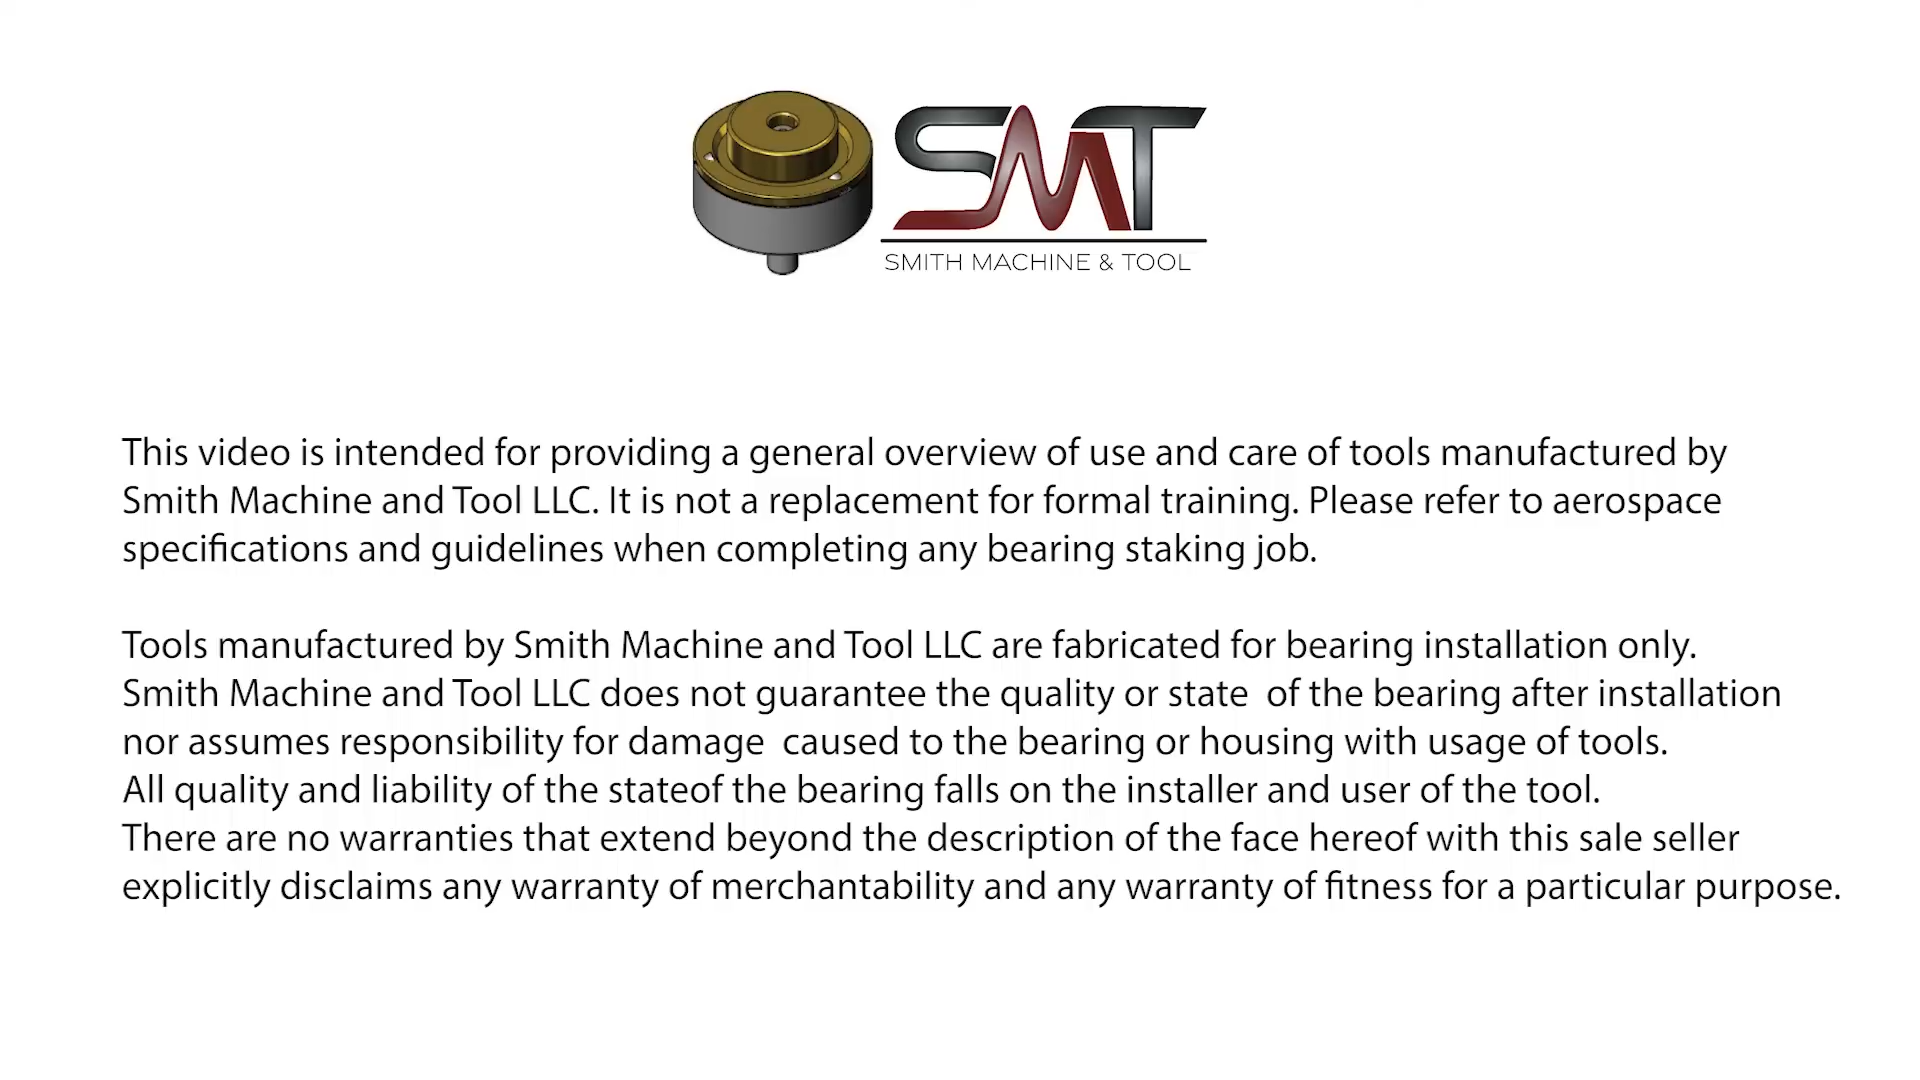 SMT
SMITH MACHINE & TOOL
This video is intended for providing a general overview of use and care of tools manufactured by
Smith Machine and Tool LLC. It is not a replacement for formal training. Please refer to aerospace
specifications and guidelines when completing any bearing staking job.
Tools manufactured by Smith Machine and Tool LLC are fabricated for bearing installation only.
Smith Machine and Tool LLC does not guarantee the quality or state  of the bearing after installation
nor assumes responsibility for damage  caused to the bearing or housing with usage of tools.
All quality and liability of the stateof the bearing falls on the installer and user of the tool.
There are no warranties that extend beyond the description of the face hereof with this sale seller
explicitly disclaims any warranty of merchantability and any warranty of fitness for a particular purpose.